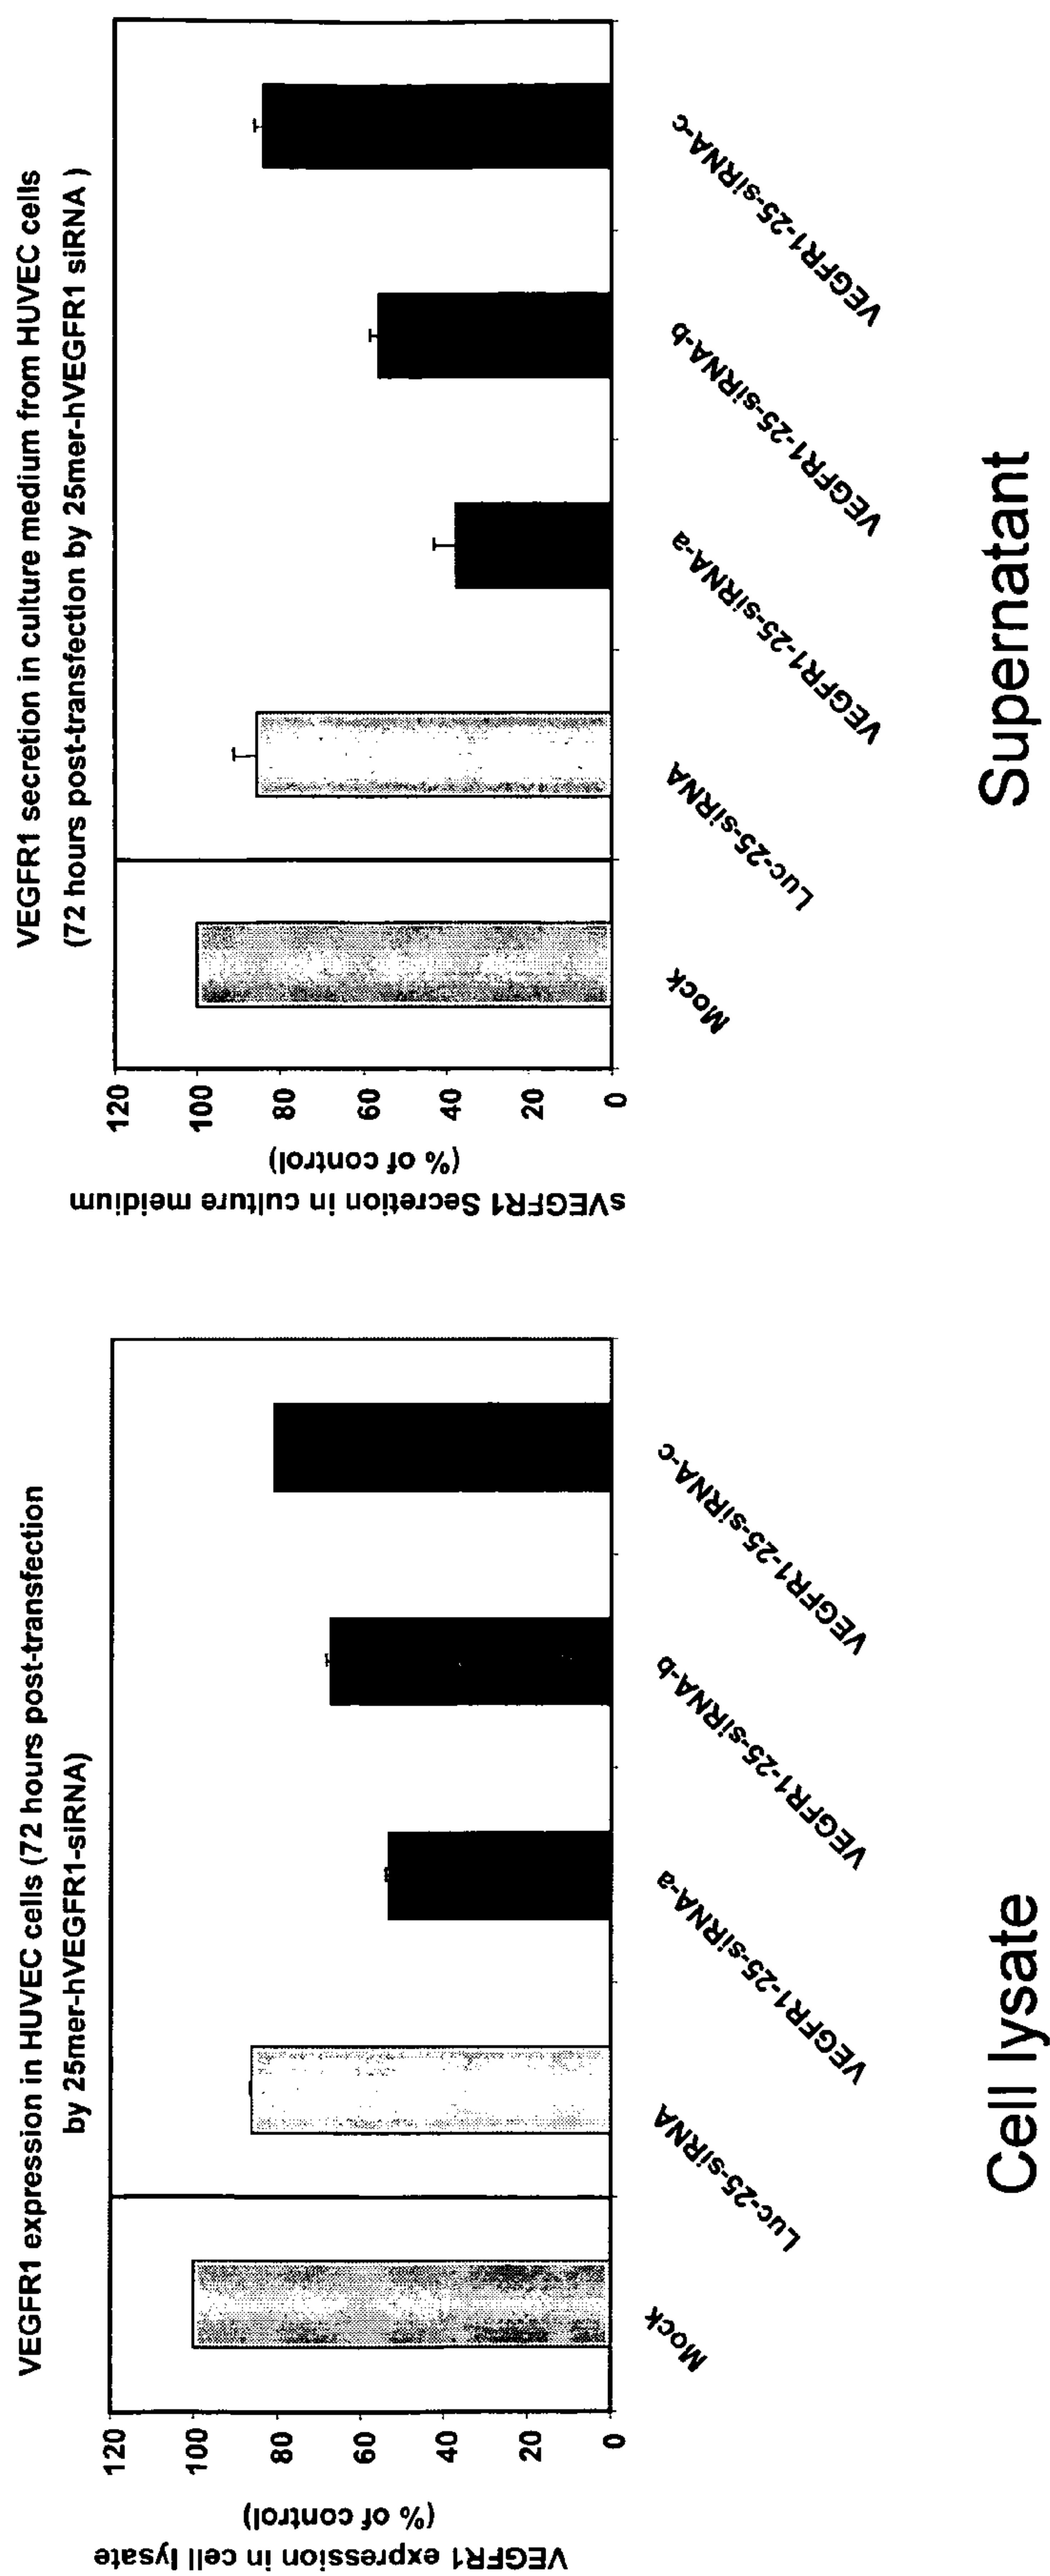 VEGFR1 expression in HUVEC cells (72 hours post-transfection
by 25mer-hVEGFR1-siRNA)
VEGFR1 expression in cell lysate
(% of control)
120
100
80
60
40
20
0
Mock
Luc-25-siRNA
VEGFR1-25-siRNA-a
VEGFR1-25-siRNA-b
VEGFR1-25-siRNA-c
Cell lysate
VEGFR1 secretion in culture medium from HUVEC cells
(72 hours post-transfection by 25mer-hVEGFR1 siRNA )
sVEGFR1 Secretion in culture meidium
(% of control)
120
100
80
60
40
20
0
Mock
Luc-25-siRNA
VEGFR1-25-siRNA-a
VEGFR1-25-siRNA-b
VEGFR1-25-siRNA-c
Supernatant